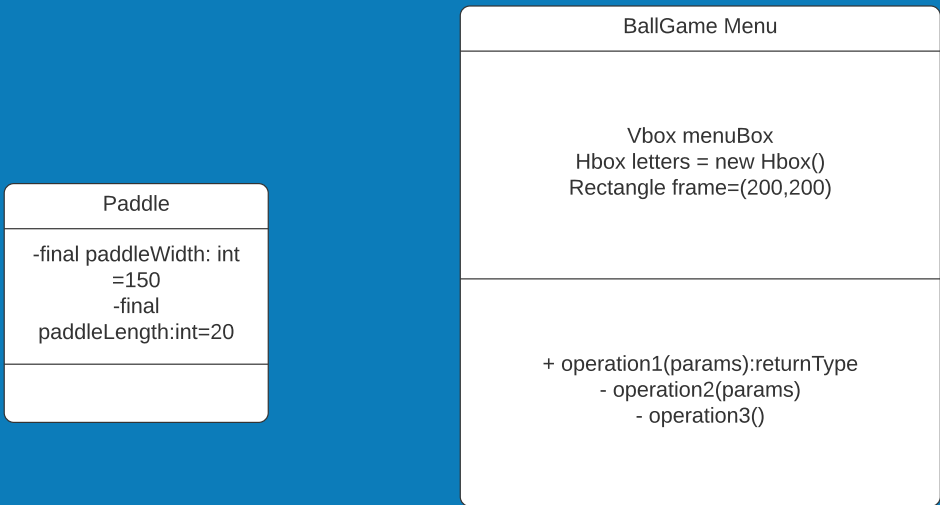 BallGame Menu
Vbox menuBox
Hbox letters = new Hbox()
Rectangle frame=(200,200)
+ operation1(params):returnType
- operation2(params)
- operation3()
Paddle
-final paddleWidth: int
=150
-final
paddleLength:int=20